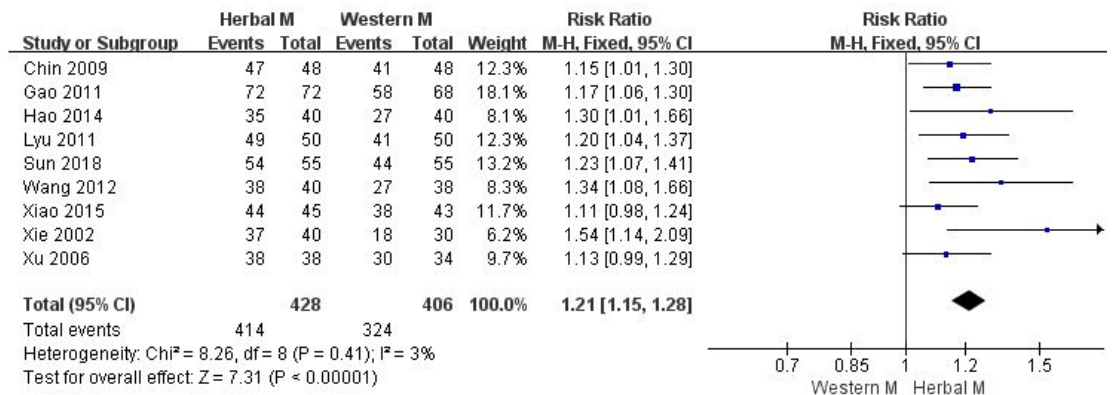 Herbal M Western M Risk Ratio Risk Ratio
Study or Subgroup Events Total Events Total Weight M-H, Fixed, 95% CI M-H, Fixed, 95% CI
Chin 2009 47 48 41 48 12.3% 1.15 [1.01, 1.30]
Gao 2011 72 72 58 68 18.1% 1.17 [1.06, 1.30]
Hao 2014 35 40 27 40 8.1% 1.30 [1.01, 1.66]
Lyu 2011 49 50 41 50 12.3% 1.20 [1.04, 1.37]
Sun 2018 54 55 44 55 13.2% 1.23 [1.07, 1.41]
Wang 2012 38 40 27 38 8.3% 1.34 [1.08, 1.66]
Xiao 2015 44 45 38 43 11.7% 1.11 [0.98, 1.24]
Xie 2002 37 40 18 30 6.2% 1.54 [1.14, 2.09]
Xu 2006 38 38 30 34 9.7% 1.13 [0.99, 1.29]
Total (95% CI) 428 406 100.0% 1.21 [1.15, 1.28]
Total events 414 324
Heterogeneity: Chi² = 8.26, df = 8 (P = 0.41); I² = 3%
Test for overall effect: Z = 7.31 (P < 0.00001)
0.7 0.85 1 1.2 1.5
Western M Herbal M